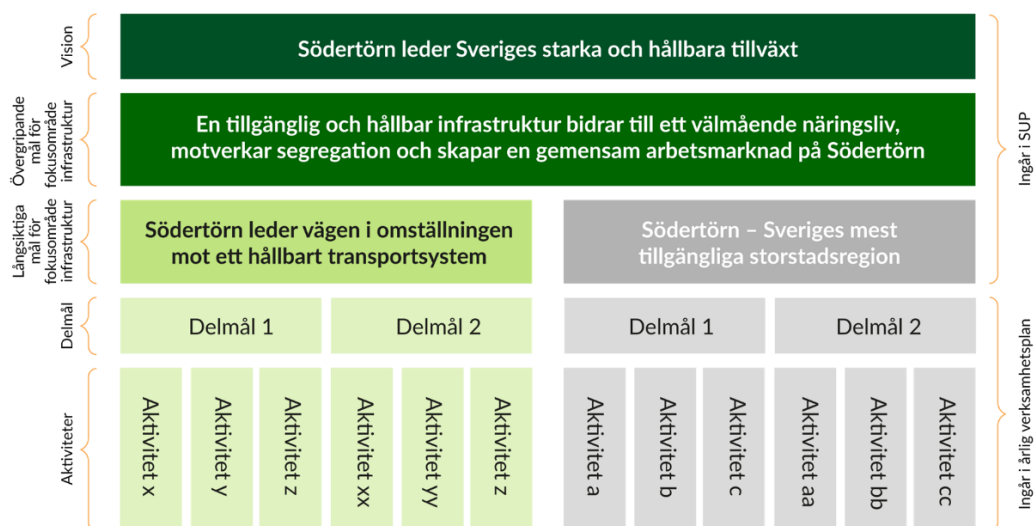 Vision
Södertörn leder Sveriges starka och hållbara tillväxt
Övergripande
mål för
fokusområde
infrastruktur
En tillgänglig och hållbar infrastruktur bidrar till ett välmående näringsliv,
motverkar segregation och skapar en gemensam arbetsmarknad på Södertörn
Ingår i SUP
Långsiktiga
mål för
fokusområde
infrastruktur
Södertörn leder vägen i omställningen
mot ett hållbart transportsystem
Södertörn – Sveriges mest
tillgängliga storstadsregion
Delmål
Delmål 1
Delmål 2
Delmål 1
Delmål 2
Aktiviteter
Aktivitet x
Aktivitet y
Aktivitet z
Aktivitet xx
Aktivitet yy
Aktivitet z
Aktivitet a
Aktivitet b
Aktivitet c
Aktivitet aa
Aktivitet bb
Aktivitet cc
Ingår i årlig verksamhetsplan